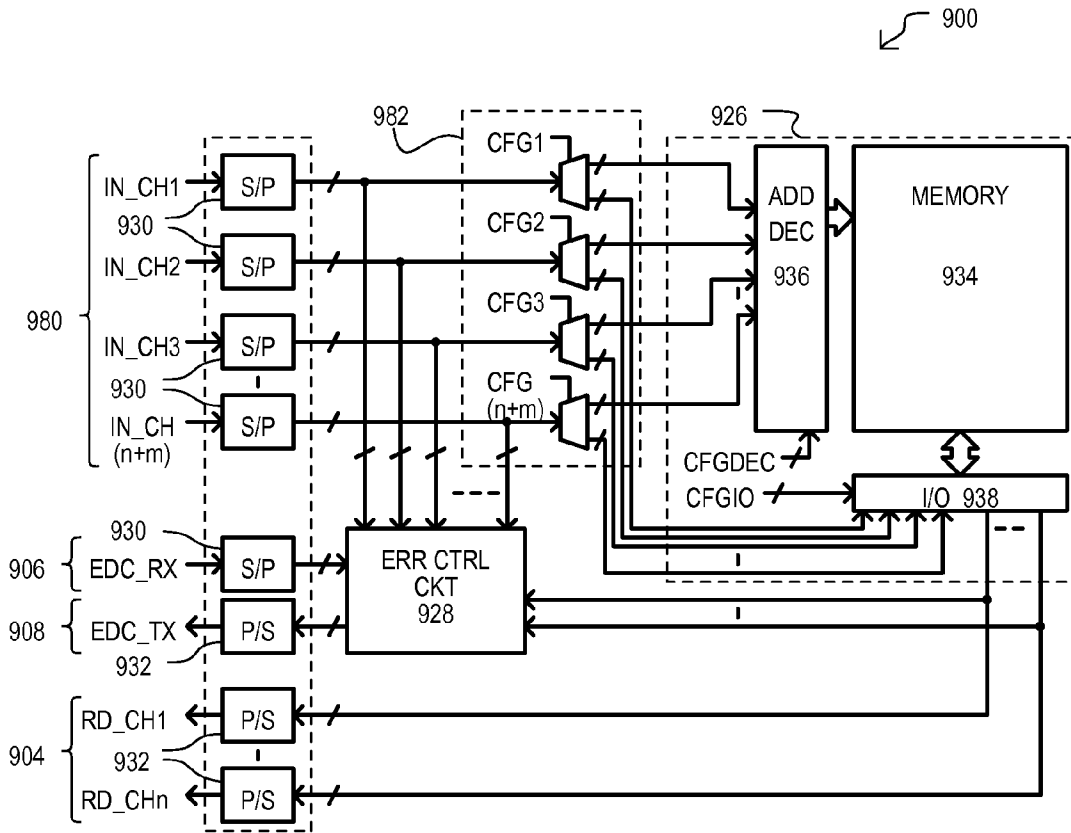 900
982
926
CFG1
IN_CH1
S/P
930
ADD
DEC
936
MEMORY
934
CFG2
IN_CH2
S/P
980
CFG3
IN_CH3
S/P
930
CFG
(n+m)
IN_CH
(n+m)
S/P
CFGDEC
CFGIO
I/O 938
930
906
EDC_RX
S/P
ERR CTRL
CKT
928
908
EDC_TX
P/S
932
904
RD_CH1
P/S
932
RD_CHn
P/S